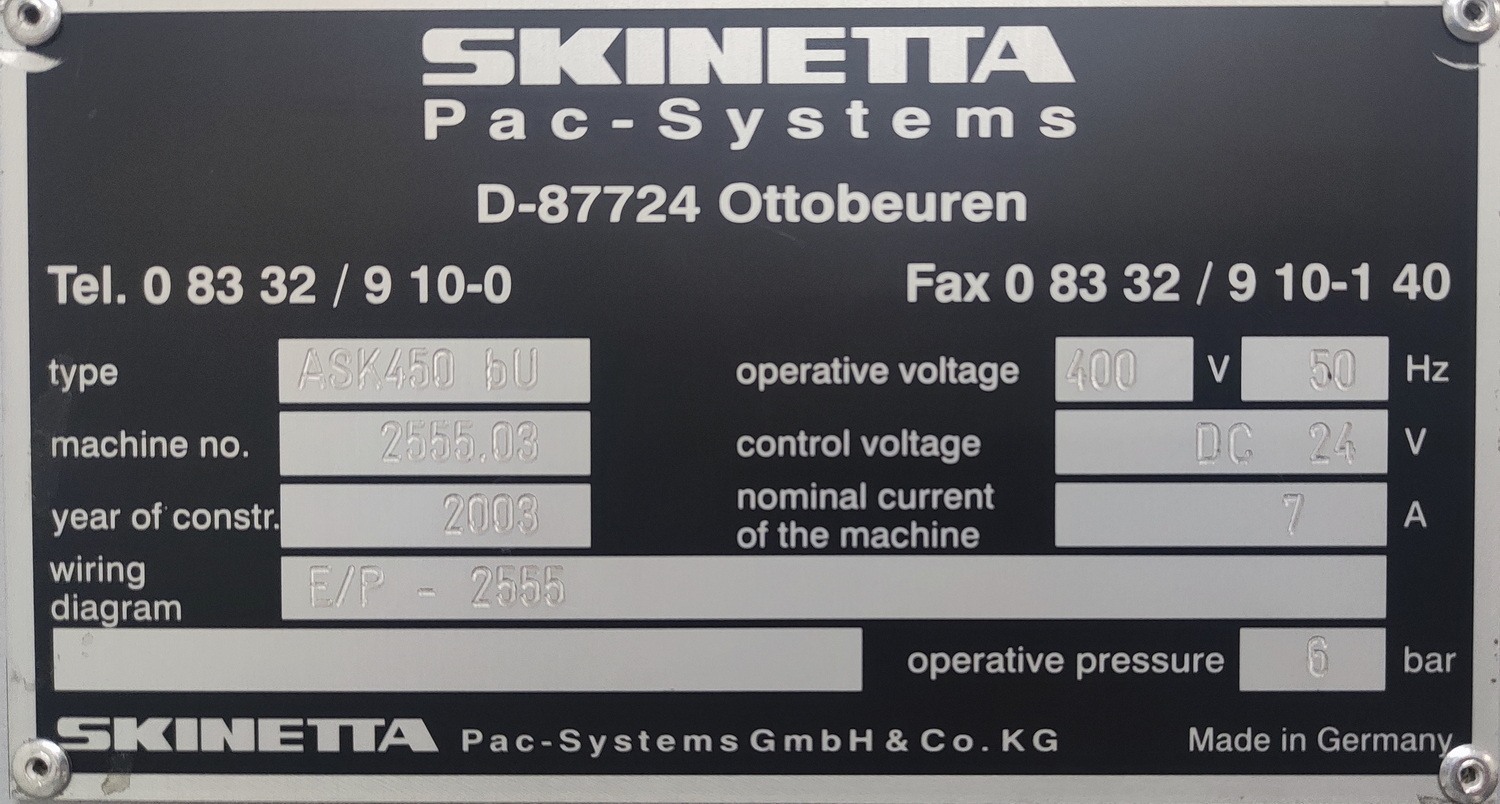 SKINETTA
Pac-Systems
D-87724 Ottobeuren
Tel. 0 83 32 / 9 10-0 Fax 0 83 32 / 9 10-1 40
type ASK450 bU operative voltage 400 V 50 Hz
machine no. 2555.03 control voltage DC 24 V
year of constr. 2003 nominal current of the machine 7 A
wiring diagram E/P - 2555
operative pressure 6 bar
SKINETTA Pac-Systems GmbH & Co. KG Made in Germany